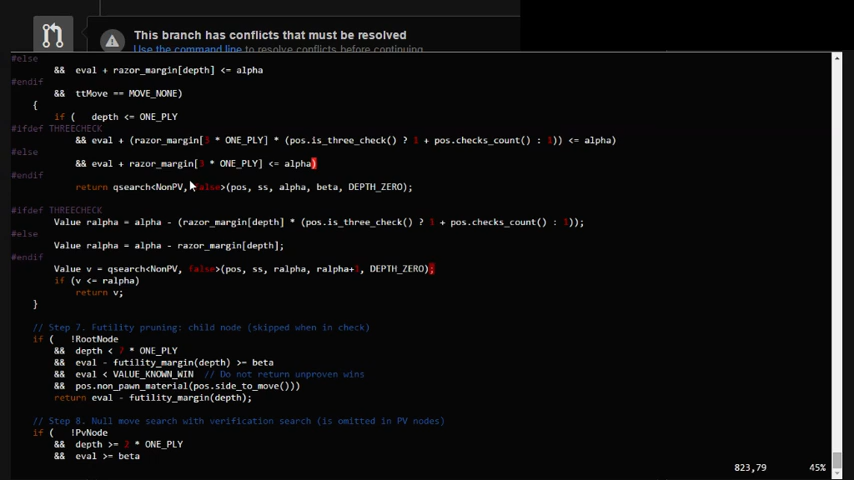 This branch has conflicts that must be resolved
Use the command line to resolve conflicts before continuing.
#else
&& eval + razor_margin[depth] <= alpha
#endif
&& ttMove == MOVE_NONE)
{
if ( depth <= ONE_PLY
#ifdef THREECHECK
&& eval + (razor_margin[3 * ONE_PLY] * (pos.is_three_check() ? 1 + pos.checks_count() : 1)) <= alpha)
#else
&& eval + razor_margin[3 * ONE_PLY] <= alpha)
#endif
return qsearch<NonPV, false>(pos, ss, alpha, beta, DEPTH_ZERO);
#ifdef THREECHECK
Value ralpha = alpha - (razor_margin[depth] * (pos.is_three_check() ? 1 + pos.checks_count() : 1));
#else
Value ralpha = alpha - razor_margin[depth];
#endif
Value v = qsearch<NonPV, false>(pos, ss, ralpha, ralpha+1, DEPTH_ZERO);
if (v <= ralpha)
return v;
}
// Step 7. Futility pruning: child node (skipped when in check)
if ( !RootNode
&& depth < 7 * ONE_PLY
&& eval - futility_margin(depth) >= beta
&& eval < VALUE_KNOWN_WIN // Do not return unproven wins
&& pos.non_pawn_material(pos.side_to_move()))
return eval - futility_margin(depth);
// Step 8. Null move search with verification search (is omitted in PV nodes)
if ( !PvNode
&& depth >= 2 * ONE_PLY
&& eval >= beta
823,79 45%